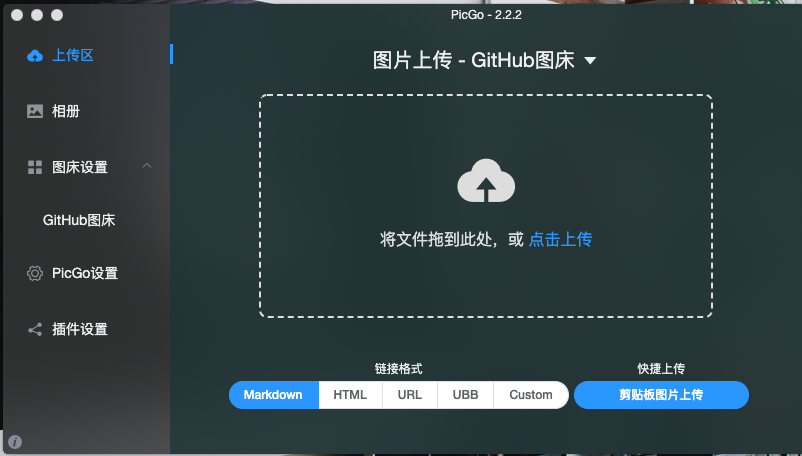 PicGo - 2.2.2
上传区
相册
图床设置
GitHub图床
PicGo设置
插件设置
图片上传 - GitHub图床
将文件拖到此处，或 点击上传
链接格式
Markdown HTML URL UBB Custom
快捷上传
剪贴板图片上传